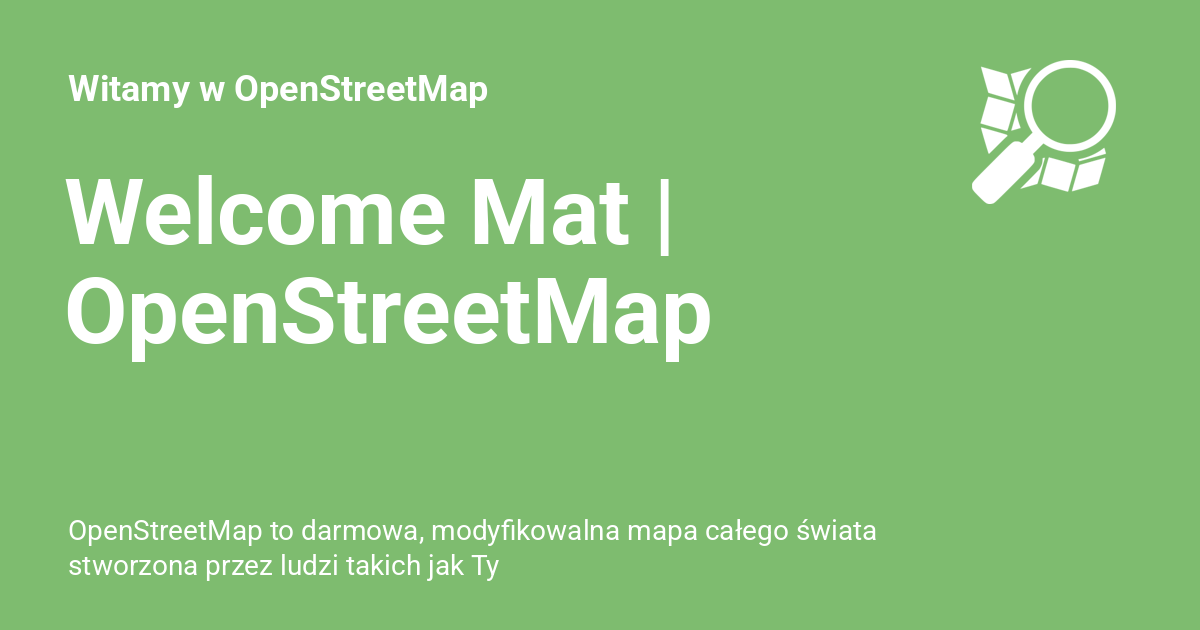 Witamy w OpenStreetMap
Welcome Mat |
OpenStreetMap
OpenStreetMap to darmowa, modyfikowalna mapa całego świata
stworzona przez ludzi takich jak Ty